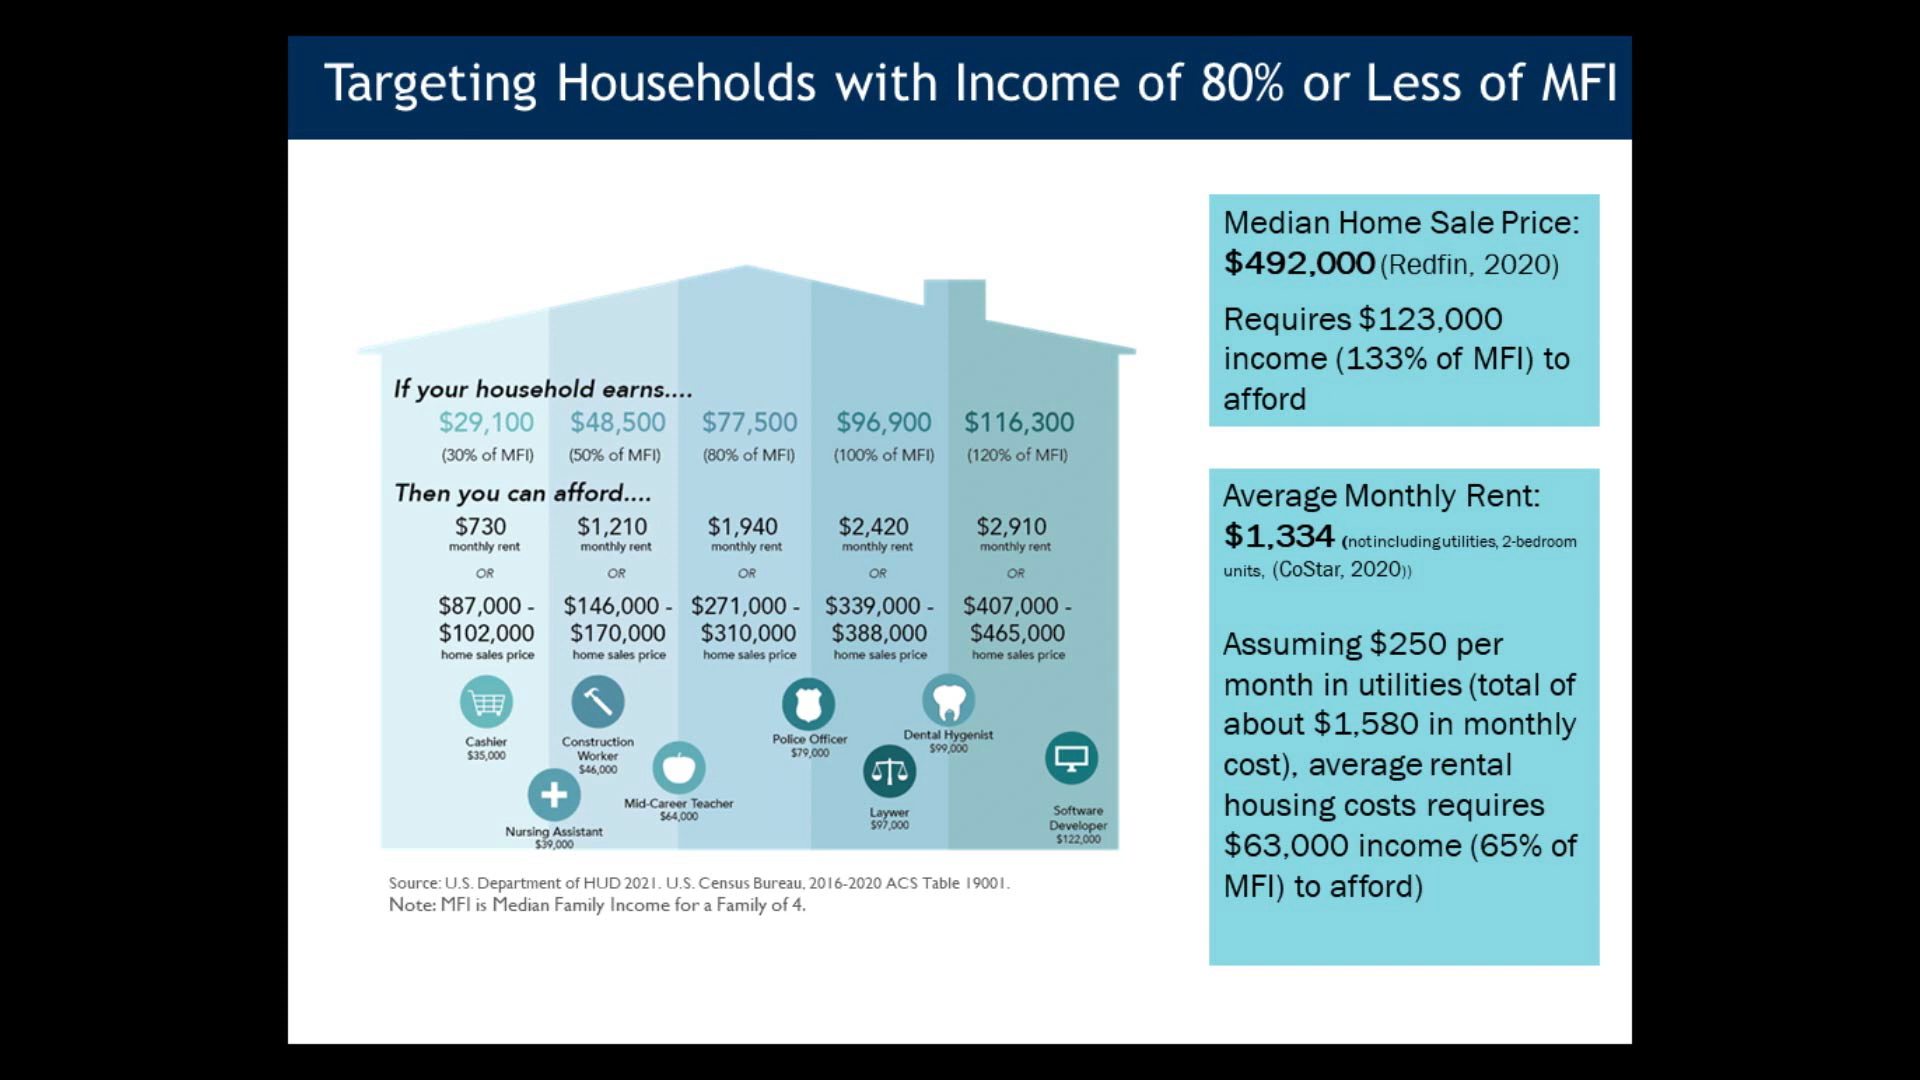 Targeting Households with Income of 80% or Less of MFI
If your household earns....
$29,100 $48,500 $77,500 $96,900 $116,300
(30% of MFI) (50% of MFI) (80% of MFI) (100% of MFI) (120% of MFI)
Then you can afford....
$730 $1,210 $1,940 $2,420 $2,910
monthly rent monthly rent monthly rent monthly rent monthly rent
OR OR OR OR OR
$87,000 - $146,000 - $271,000 - $339,000 - $407,000 -
$102,000 $170,000 $310,000 $388,000 $465,000
home sales price home sales price home sales price home sales price home sales price
Cashier
$35,000
Nursing Assistant
$39,000
Construction
Worker
$46,000
Mid-Career Teacher
$64,000
Police Officer
$79,000
Laywer
$97,000
Dental Hygenist
$99,000
Software
Developer
$122,000
Source: U.S. Department of HUD 2021. U.S. Census Bureau, 2016-2020 ACS Table 19001.
Note: MFI is Median Family Income for a Family of 4.
Median Home Sale Price:
$492,000 (Redfin, 2020)
Requires $123,000
income (133% of MFI) to
afford
Average Monthly Rent:
$1,334 (not including utilities, 2-bedroom
units, (CoStar, 2020))
Assuming $250 per
month in utilities (total of
about $1,580 in monthly
cost), average rental
housing costs requires
$63,000 income (65% of
MFI) to afford)